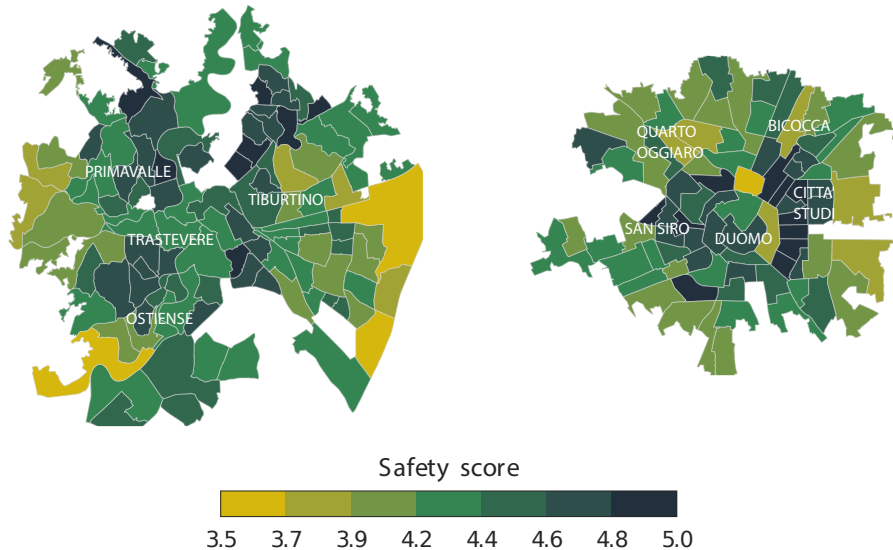 PRIMAVALLE
TIBURTINO
TRASTEVERE
OSTIENSE
QUARTO
OGGIARO
BICOCCA
CITTA'
STUDI
SAN SIRO
DUOMO
Safety score
3.5 3.7 3.9 4.2 4.4 4.6 4.8 5.0